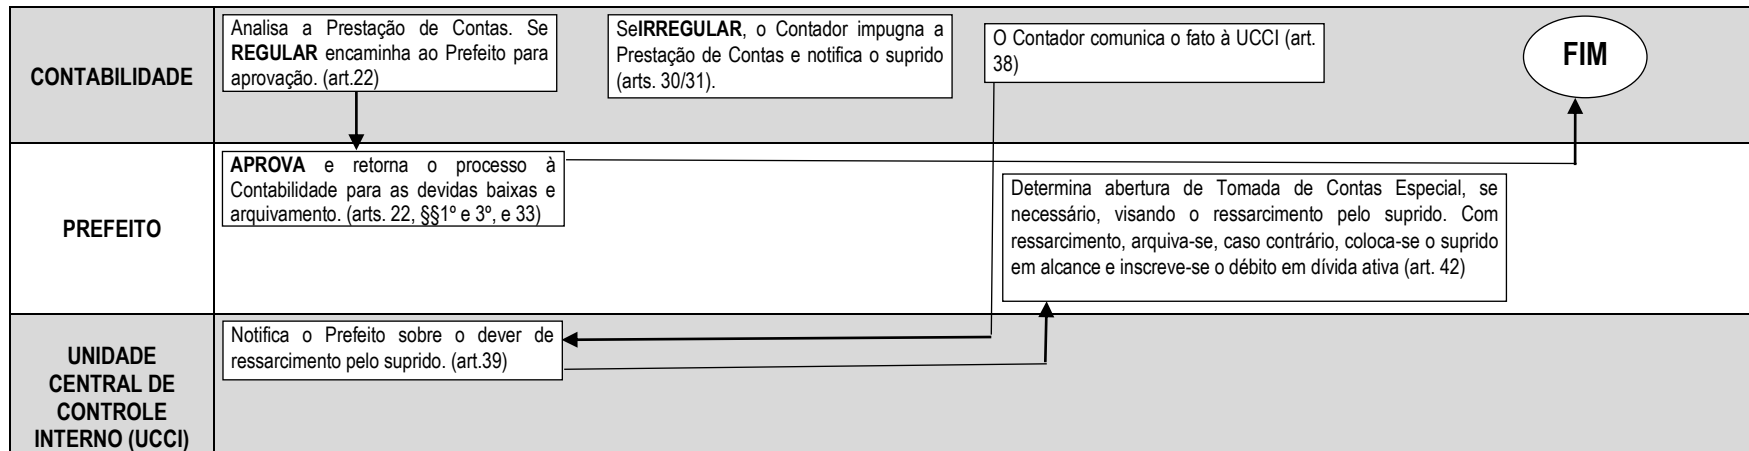 CONTABILIDADE
Analisa a Prestação de Contas. Se
REGULAR encaminha ao Prefeito para
aprovação. (art.22)
SeIRREGULAR, o Contador impugna a
Prestação de Contas e notifica o suprido
(arts. 30/31).
O Contador comunica o fato à UCCI (art.
38)
FIM
PREFEITO
APROVA e retorna o processo à
Contabilidade para as devidas baixas e
arquivamento. (arts. 22, §§1º e 3º, e 33)
Determina abertura de Tomada de Contas Especial, se
necessário, visando o ressarcimento pelo suprido. Com
ressarcimento, arquiva-se, caso contrário, coloca-se o suprido
em alcance e inscreve-se o débito em dívida ativa (art. 42)
UNIDADE
CENTRAL DE
CONTROLE
INTERNO (UCCI)
Notifica o Prefeito sobre o dever de
ressarcimento pelo suprido. (art.39)